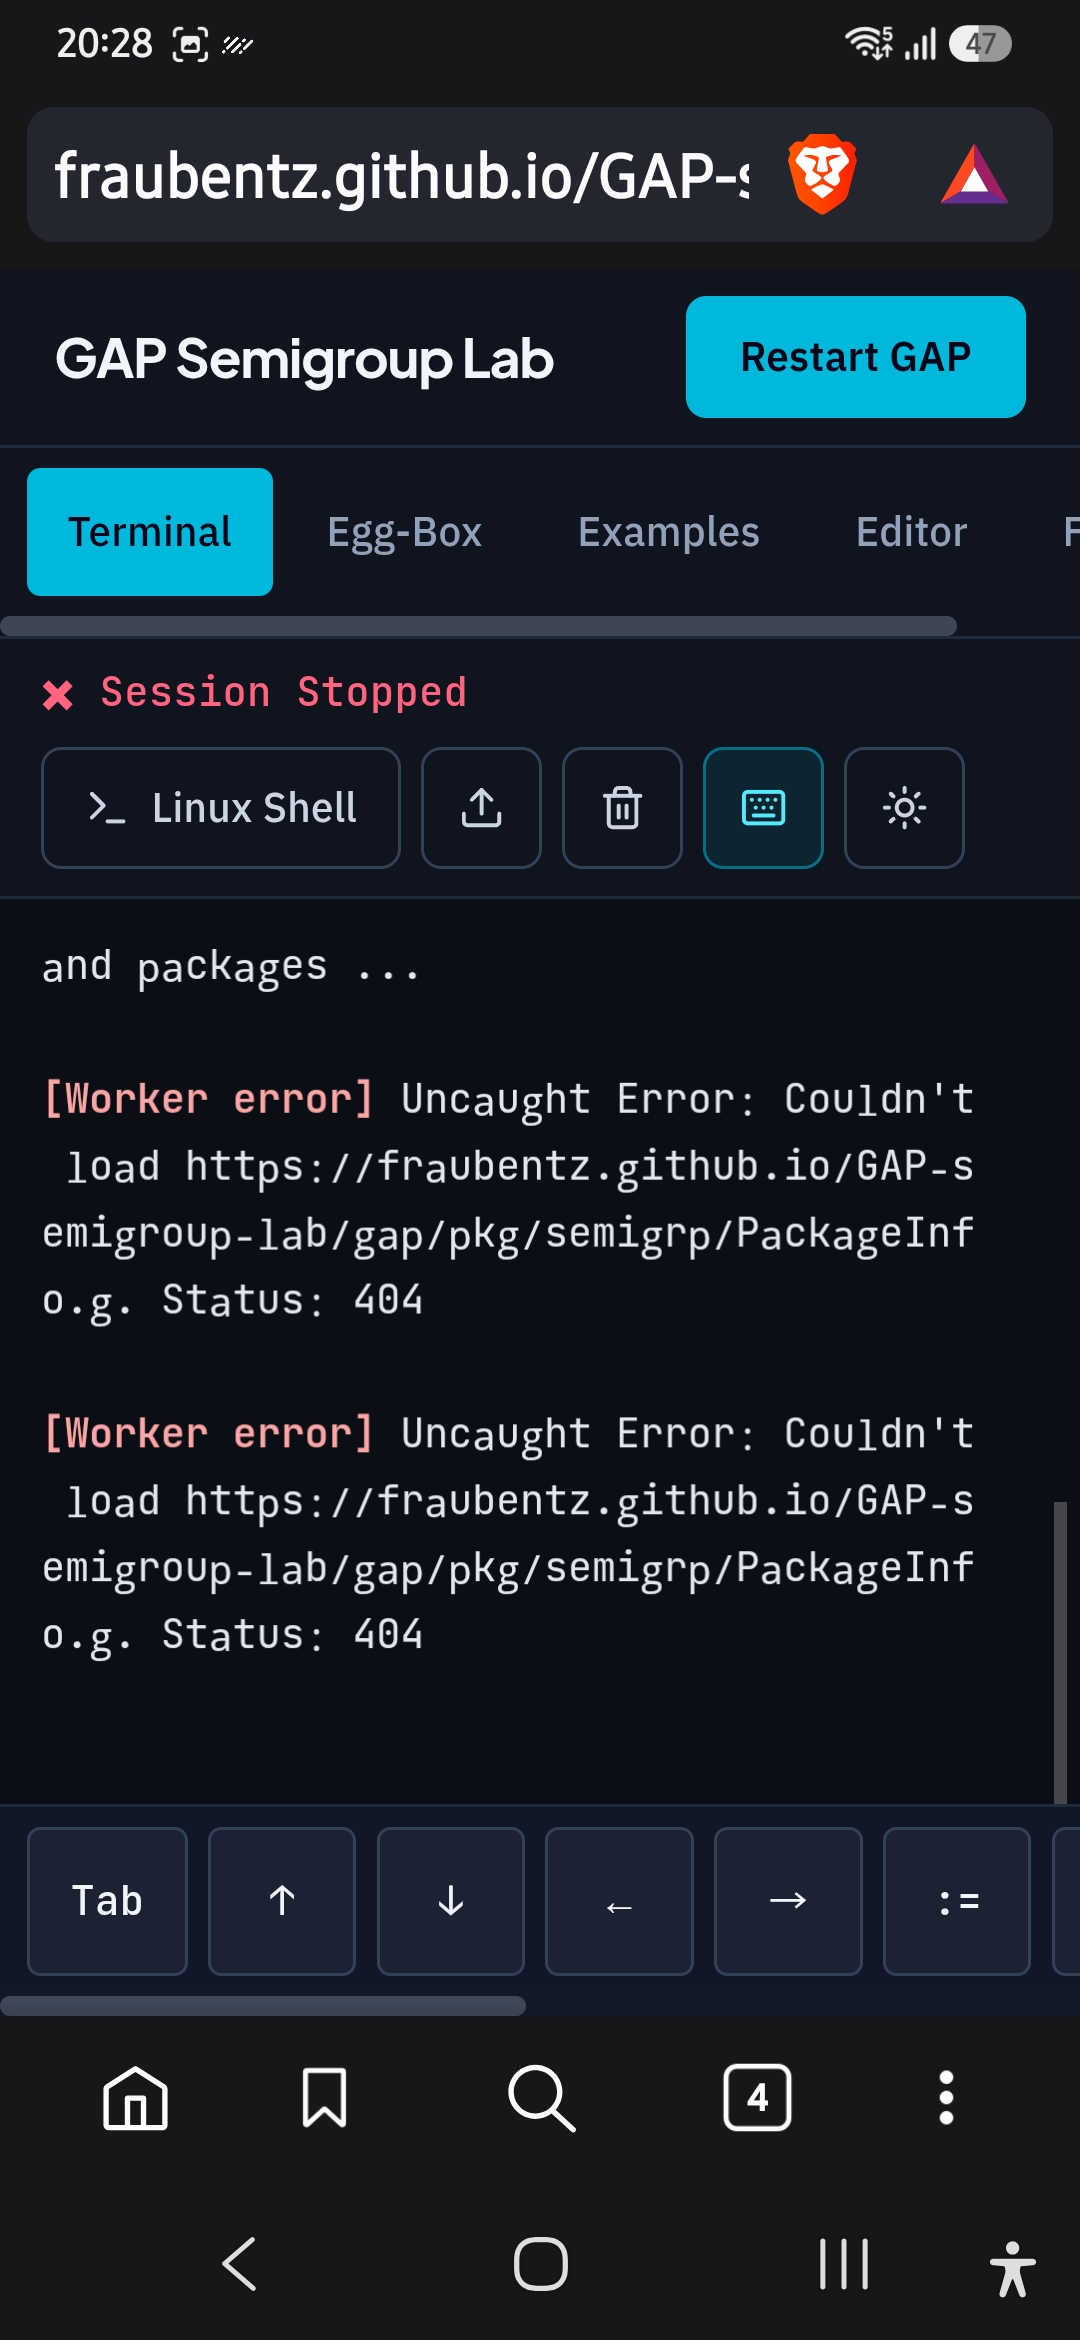 20:28
5
47
fraubentz.github.io/GAP-s
GAP Semigroup Lab
Restart GAP
Terminal
Egg-Box
Examples
Editor
F
✖ Session Stopped
>_ Linux Shell
and packages ...
[Worker error] Uncaught Error: Couldn't
load https://fraubentz.github.io/GAP-s
emigroup-lab/gap/pkg/semigrp/PackageInf
o.g. Status: 404
[Worker error] Uncaught Error: Couldn't
load https://fraubentz.github.io/GAP-s
emigroup-lab/gap/pkg/semigrp/PackageInf
o.g. Status: 404
Tab
↑
↓
←
→
:=
4